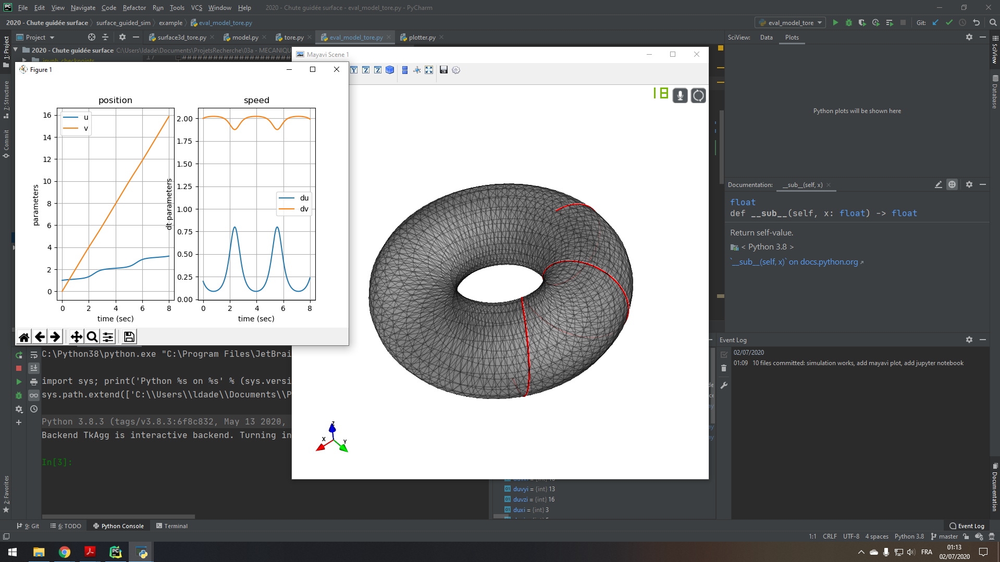 File Edit View Navigate Code Refactor Run Tools VCS Window Help 2020 - Chute guidée surface - eval_model_tore.py - PyCharm
2020 - Chute guidée surface surface_guided_sim example eval_model_tore.py
eval_model_tore Git:
Project
surface3d_tore.py model.py tore.py eval_model_tore.py plotter.py
SciView: Data Plots
2020 - Chute guidée surface C:\Users\ldade\Documents\ProjetsRecherche\03a - MECANIQUE
17 ######################
Mayavi Scene 1
Figure 1
position
u
v
16
14
12
10
8
6
4
2
0
parameters
0 2 4 6 8
time (sec)
speed
2.00
1.75
1.50
1.25
1.00
0.75
0.50
0.25
0.00
dt parameters
du
dv
0 2 4 6 8
time (sec)
18
X
Y
Z
Python plots will be shown here
Documentation: __sub__(self, x)
float
def __sub__(self, x: float) -> float
Return self-value.
< Python 3.8 >
`__sub__(self, x)` on docs.python.org
Event Log
02/07/2020
01:09 10 files committed: simulation works, add mayavi plot, add jupyter notebook
C:\Python38\python.exe "C:\Program Files\JetBrai
import sys; print('Python %s on %s' % (sys.versi
sys.path.extend(['C:\\Users\\ldade\\Documents\\P
Python 3.8.3 (tags/v3.8.3:6f8c832, May 13 2020,
Backend TkAgg is interactive backend. Turning in
In[3]:
duvyi = {int} 13
duvzi = {int} 16
duxi = {int} 3
1: Project
7: Structure
Commit
2: Favorites
SciView
Database
Documentation
9: Git 6: TODO Python Console Terminal Event Log
1:1 CRLF UTF-8 4 spaces Python 3.8 master
FRA
01:13
02/07/2020